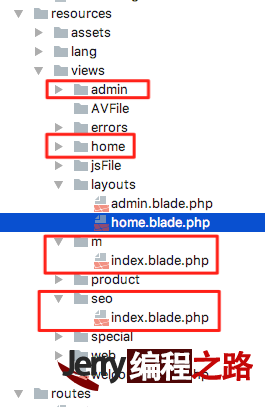 resources
assets
lang
views
admin
AVFile
errors
home
jsFile
layouts
admin.blade.php
home.blade.php
m
index.blade.php
product
seo
index.blade.php
special
web
Jerry编程之路
routes